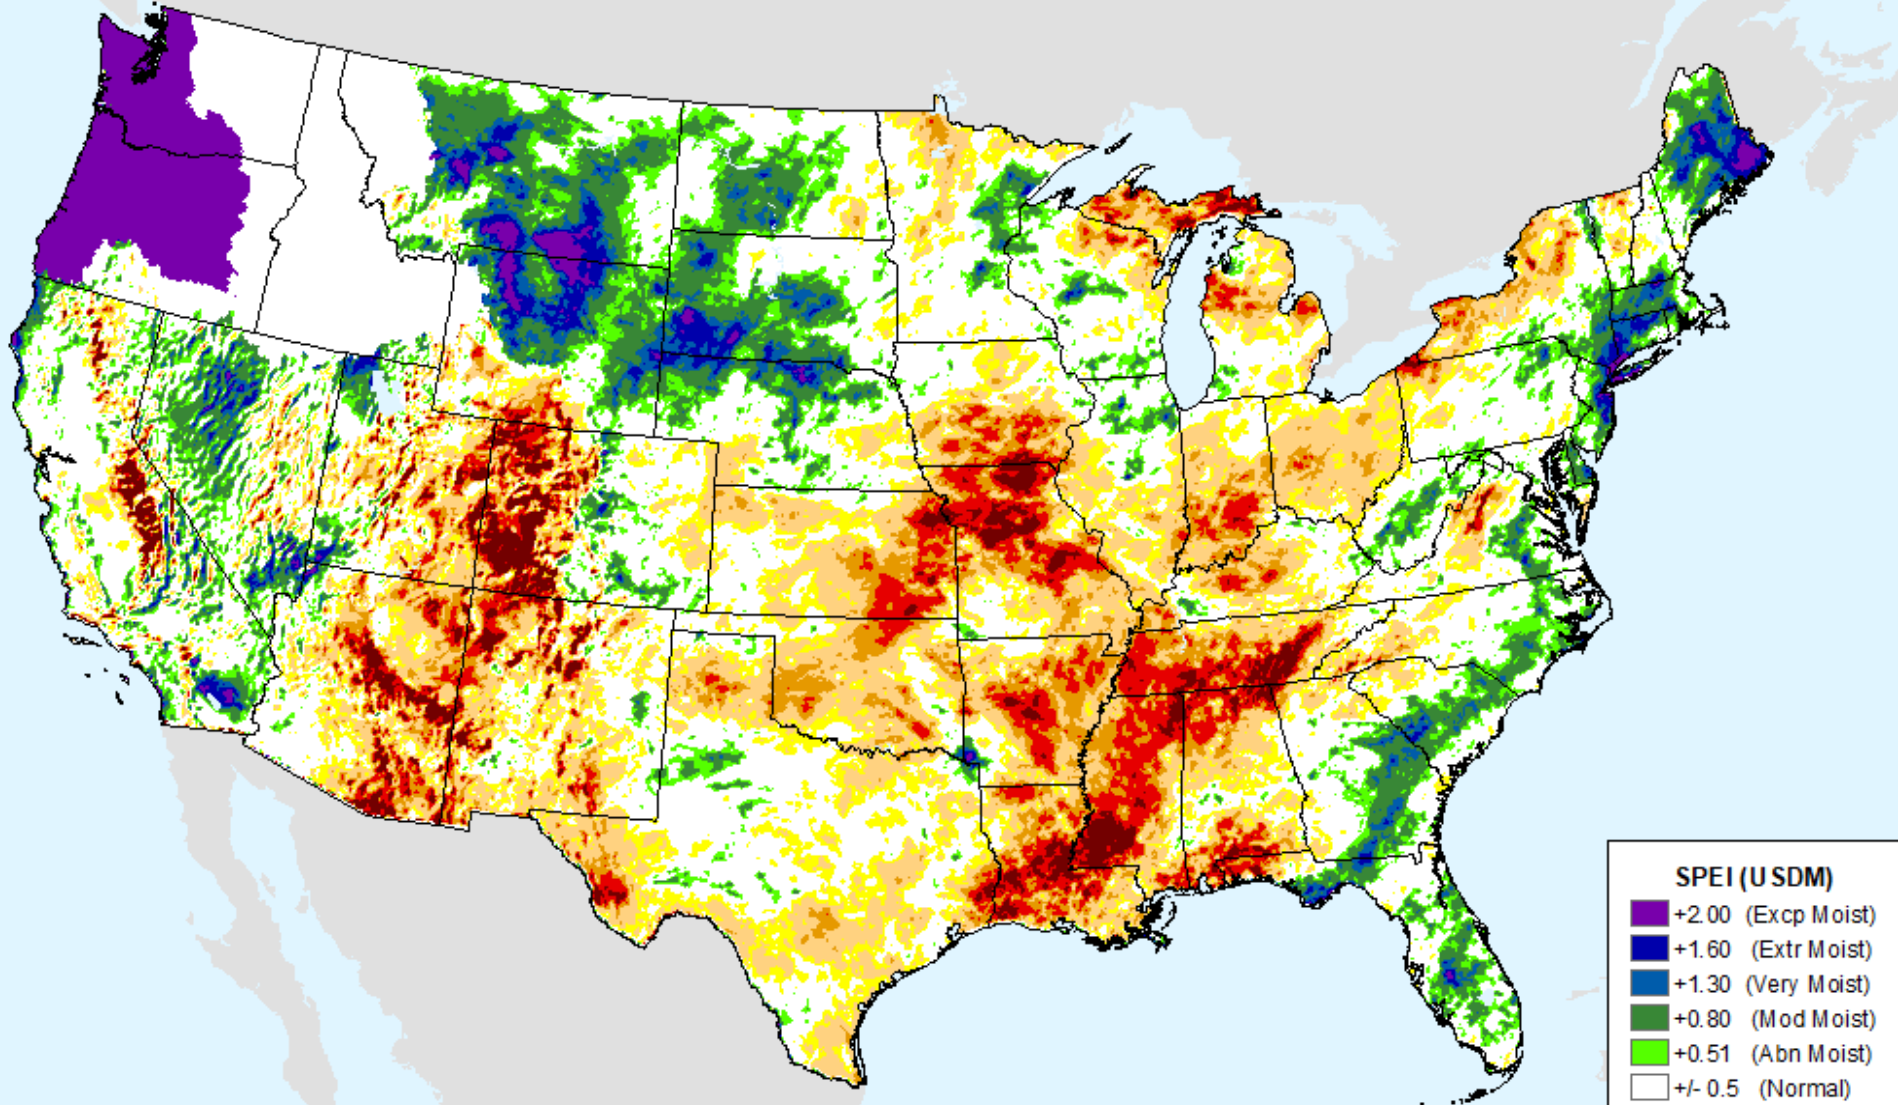 SPEI (USDM)
+2.00 (Excp Moist)
+1.60 (Extr Moist)
+1.30 (Very Moist)
+0.80 (Mod Moist)
+0.51 (Abn Moist)
+/- 0.5 (Normal)